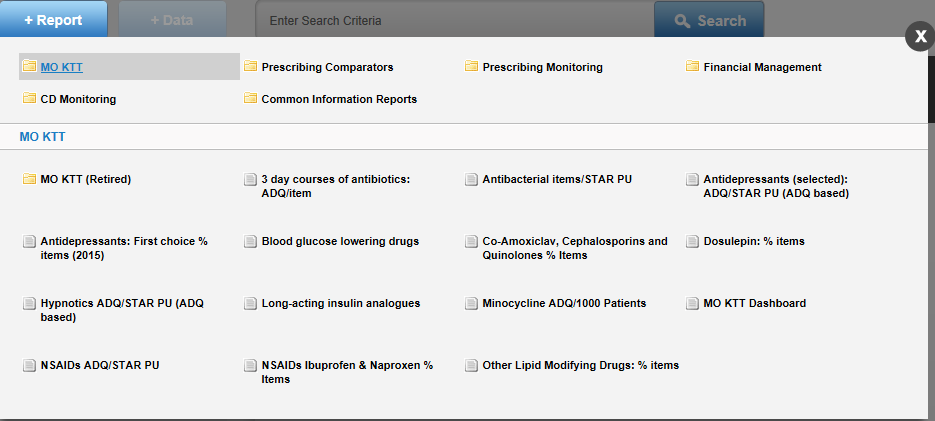 + Report
+ Data
Enter Search Criteria
Search
X
MO KTT
Prescribing Comparators
Prescribing Monitoring
Financial Management
CD Monitoring
Common Information Reports
MO KTT
MO KTT (Retired)
3 day courses of antibiotics:
ADQ/item
Antibacterial items/STAR PU
Antidepressants (selected):
ADQ/STAR PU (ADQ based)
Antidepressants: First choice %
items (2015)
Blood glucose lowering drugs
Co-Amoxiclav, Cephalosporins and
Quinolones % Items
Dosulepin: % items
Hypnotics ADQ/STAR PU (ADQ
based)
Long-acting insulin analogues
Minocycline ADQ/1000 Patients
MO KTT Dashboard
NSAIDs ADQ/STAR PU
NSAIDs Ibuprofen & Naproxen %
Items
Other Lipid Modifying Drugs: % items